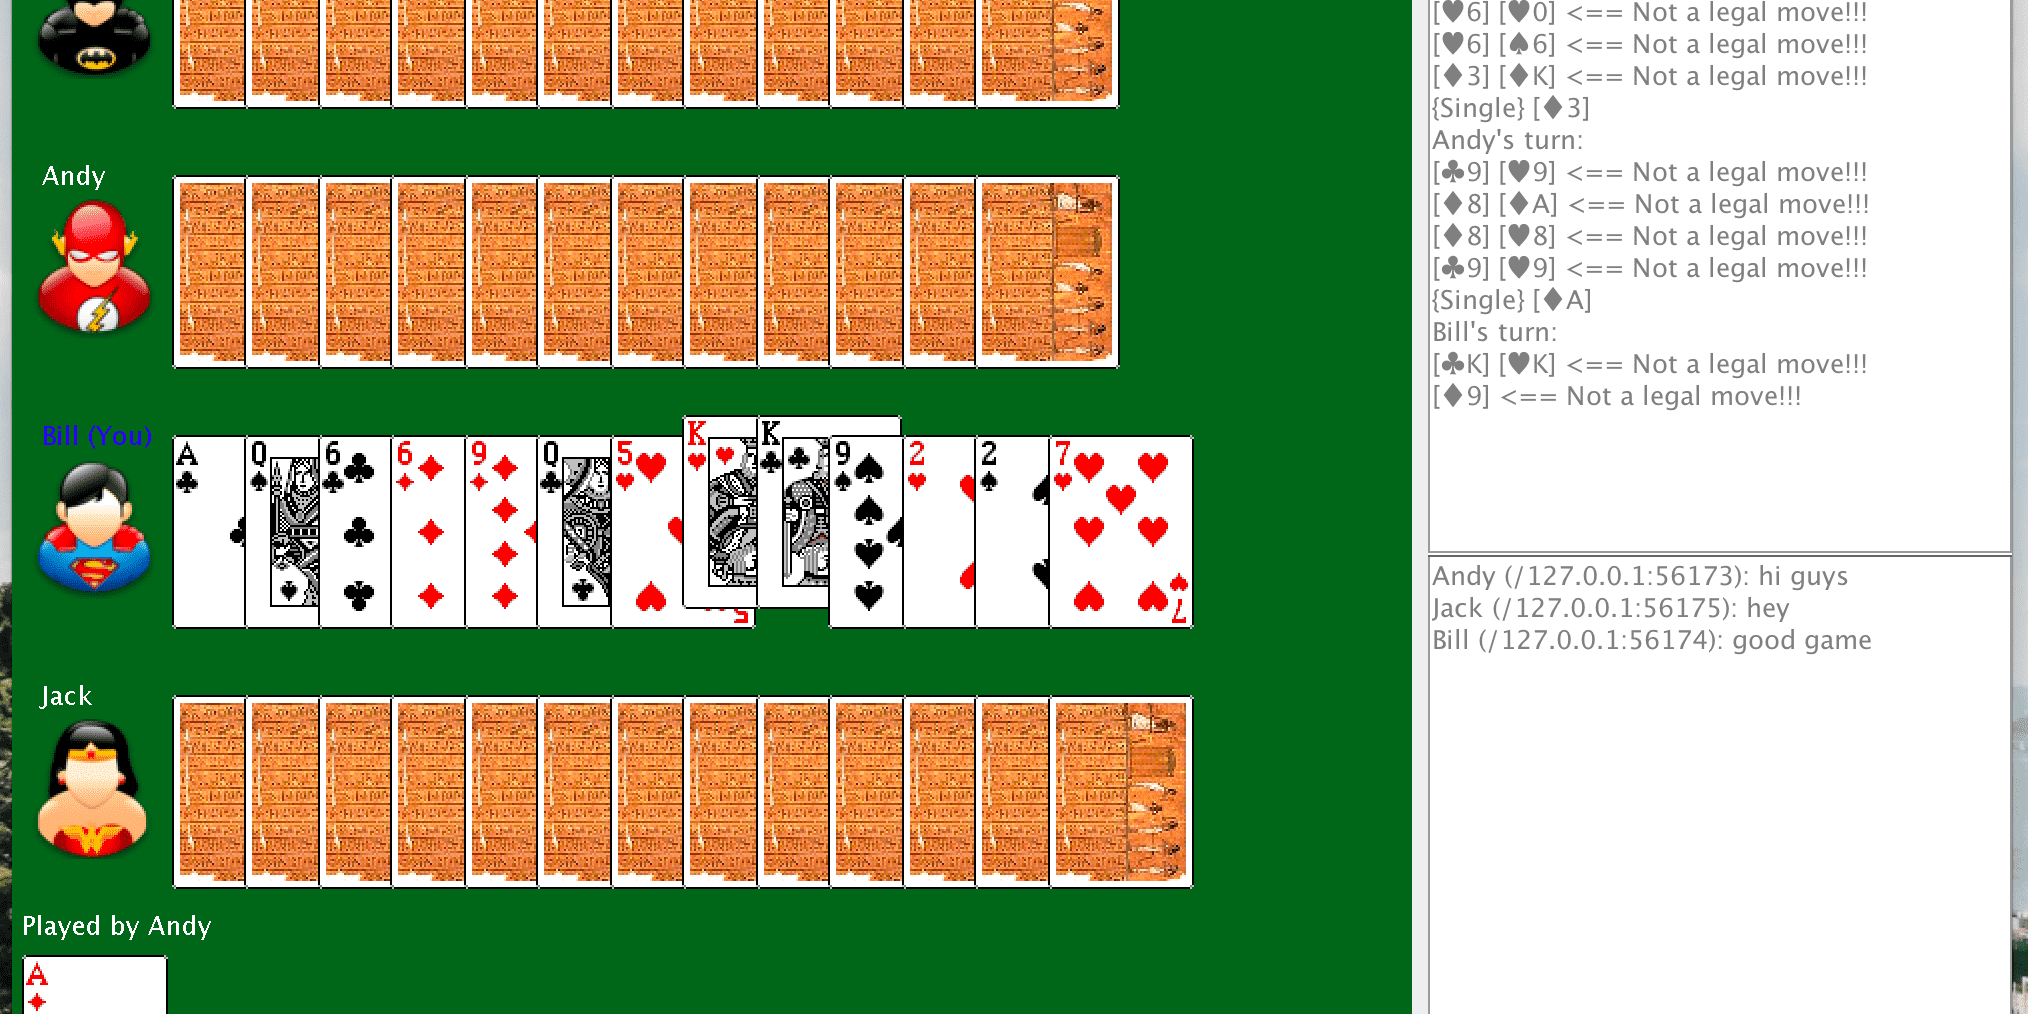 Andy
Bill (You)
A♣ Q♠ 6♣ 6♦ 9♦ Q♣ 5♥ K♥ K♣ 9♠ 2♥ 2♠ 7♥
5
7
Jack
Played by Andy
A♦
[♥6] [♥0] <== Not a legal move!!!
[♥6] [♠6] <== Not a legal move!!!
[♦3] [♦K] <== Not a legal move!!!
{Single} [♦3]
Andy's turn:
[♣9] [♥9] <== Not a legal move!!!
[♦8] [♦A] <== Not a legal move!!!
[♦8] [♥8] <== Not a legal move!!!
[♣9] [♥9] <== Not a legal move!!!
{Single} [♦A]
Bill's turn:
[♣K] [♥K] <== Not a legal move!!!
[♦9] <== Not a legal move!!!
Andy (/127.0.0.1:56173): hi guys
Jack (/127.0.0.1:56175): hey
Bill (/127.0.0.1:56174): good game